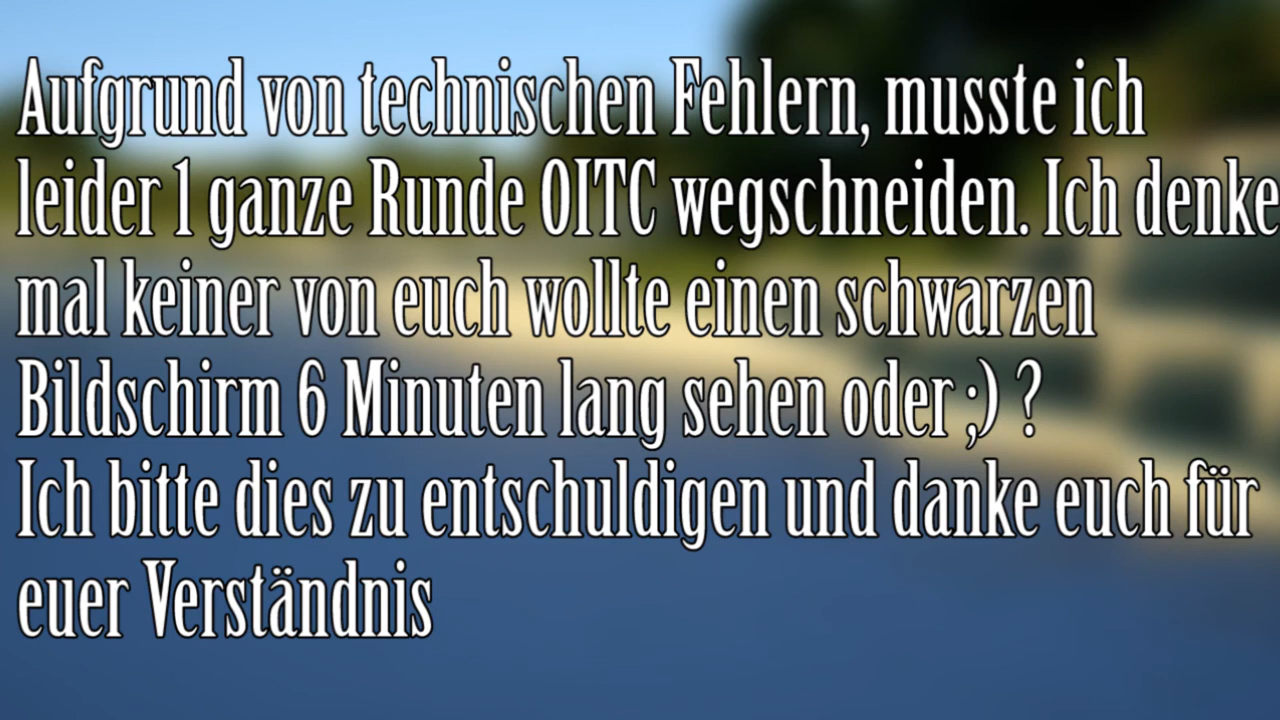 Aufgrund von technischen Fehlern, musste ich
leider 1 ganze Runde OITC wegschneiden. Ich denke
mal keiner von euch wollte einen schwarzen
Bildschirm 6 Minuten lang sehen oder ;) ?
Ich bitte dies zu entschuldigen und danke euch für
euer Verständnis